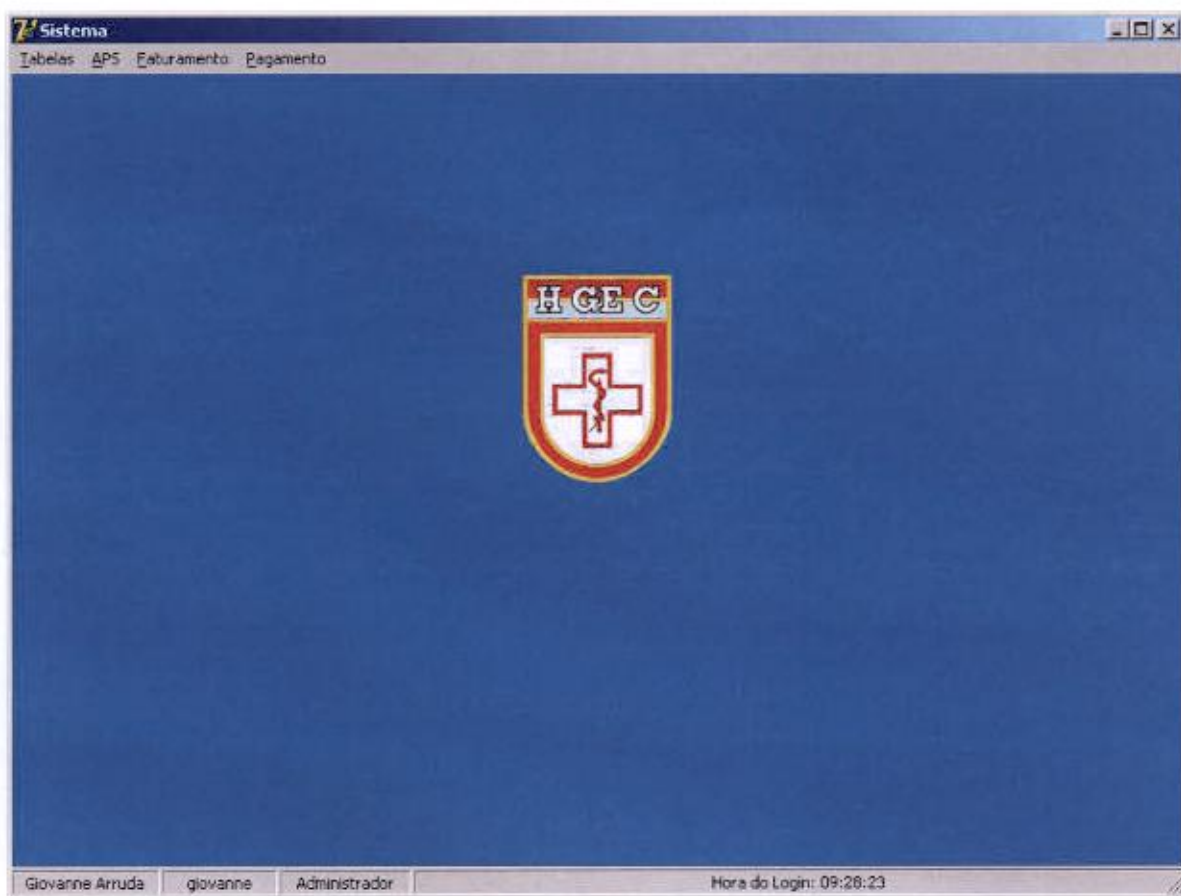 Sistema
Tabelas APS Faturamento Pagamento
H GE C
Giovanne Arruda giovanne Administrador Hora do Login: 09:28:23